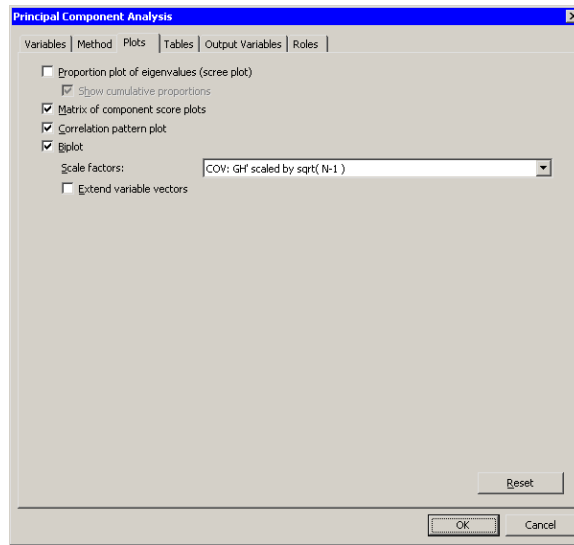 Principal Component Analysis
Variables Method Plots Tables Output Variables Roles
Proportion plot of eigenvalues (scree plot)
Show cumulative proportions
Matrix of component score plots
Correlation pattern plot
Biplot
Scale factors: COV: GH' scaled by sqrt( N-1 )
Extend variable vectors
Reset
OK Cancel